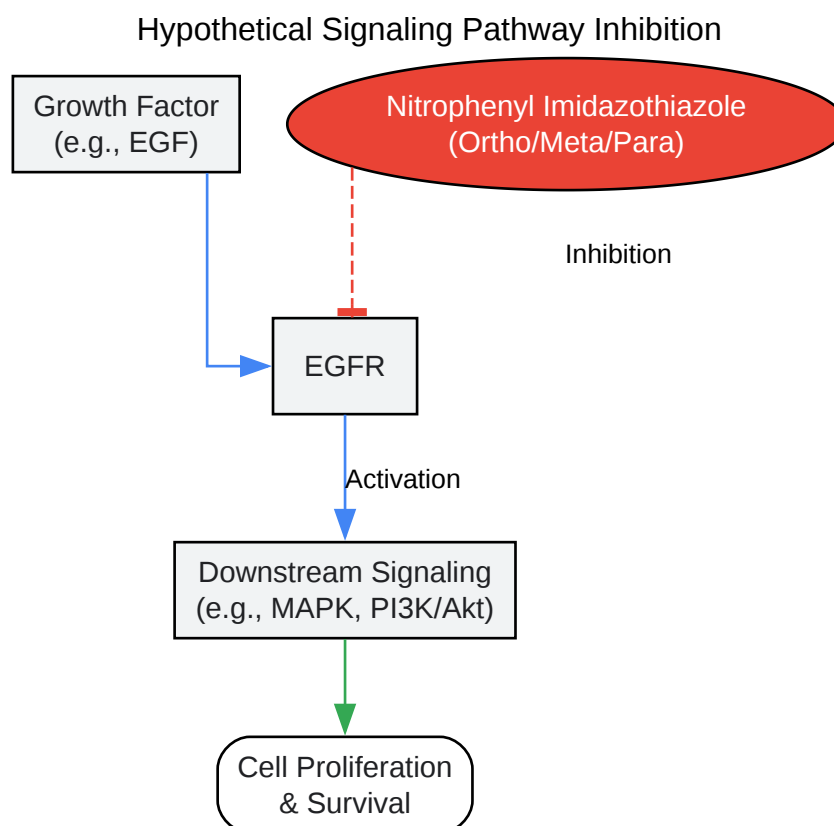 Hypothetical Signaling Pathway Inhibition
Growth Factor
(e.g., EGF)
Nitrophenyl Imidazothiazole
(Ortho/Meta/Para)
Inhibition
EGFR
Activation
Downstream Signaling
(e.g., MAPK, PI3K/Akt)
Cell Proliferation
& Survival